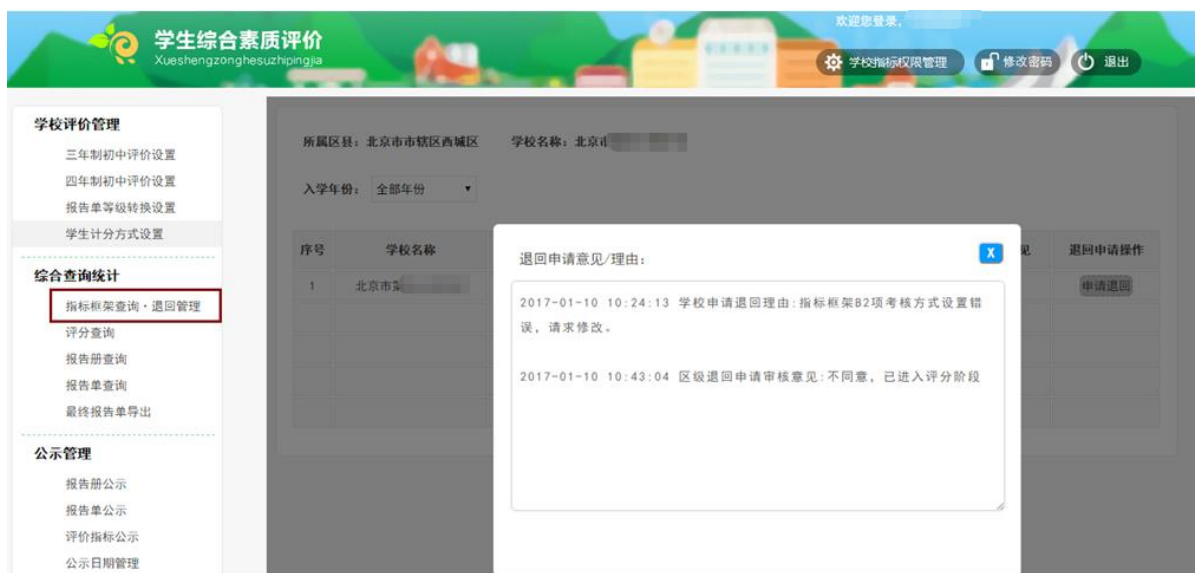 欢迎您登录,
学生综合素质评价
Xueshengzonghesuzhipingjia
学校指标权限管理
修改密码
退出
学校评价管理
三年制初中评价设置
四年制初中评价设置
报告单等级转换设置
学生计分方式设置
综合查询统计
指标框架查询·退回管理
评分查询
报告册查询
报告单查询
最终报告单导出
公示管理
报告册公示
报告单公示
评价指标公示
公示日期管理
所属区县：北京市市辖区西城区 学校名称：北京市
入学年份： 全部年份
序号 学校名称 见 退回申请操作
1 北京市第 申请退回
退回申请意见/理由：
X
2017-01-10 10:24:13 学校申请退回理由:指标框架B2项考核方式设置错
误，请求修改。
2017-01-10 10:43:04 区级退回申请审核意见:不同意，已进入评分阶段